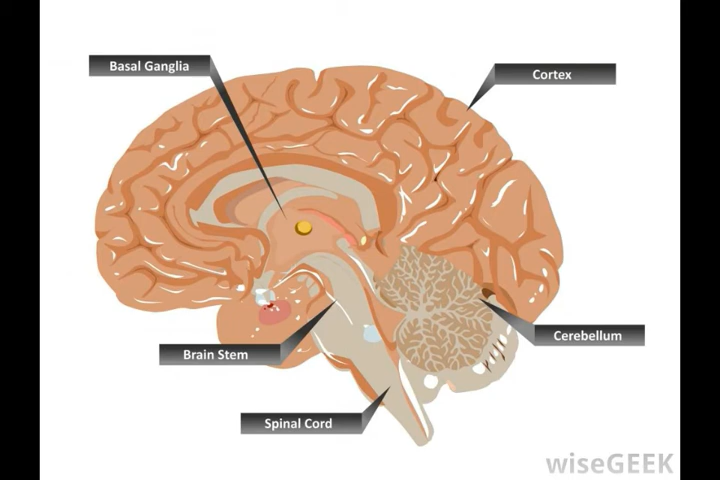 Basal Ganglia
Cortex
Cerebellum
Brain Stem
Spinal Cord
wiseGEEK